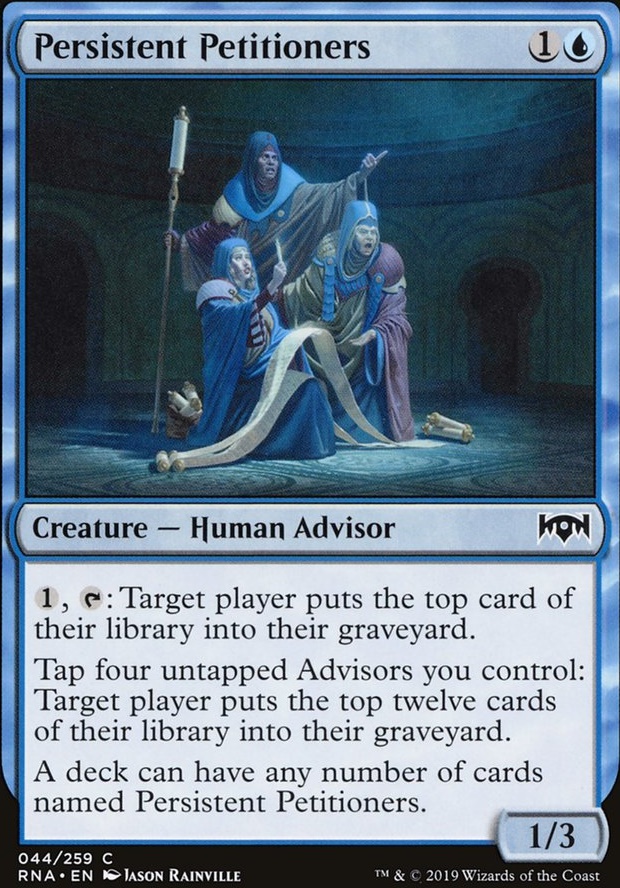 Persistent Petitioners 1
Creature — Human Advisor
1, : Target player puts the top card of
their library into their graveyard.
Tap four untapped Advisors you control:
Target player puts the top twelve cards
of their library into their graveyard.
A deck can have any number of cards
named Persistent Petitioners.
1/3
044/259 C
RNA • EN Jason Rainville
™ & © 2019 Wizards of the Coast